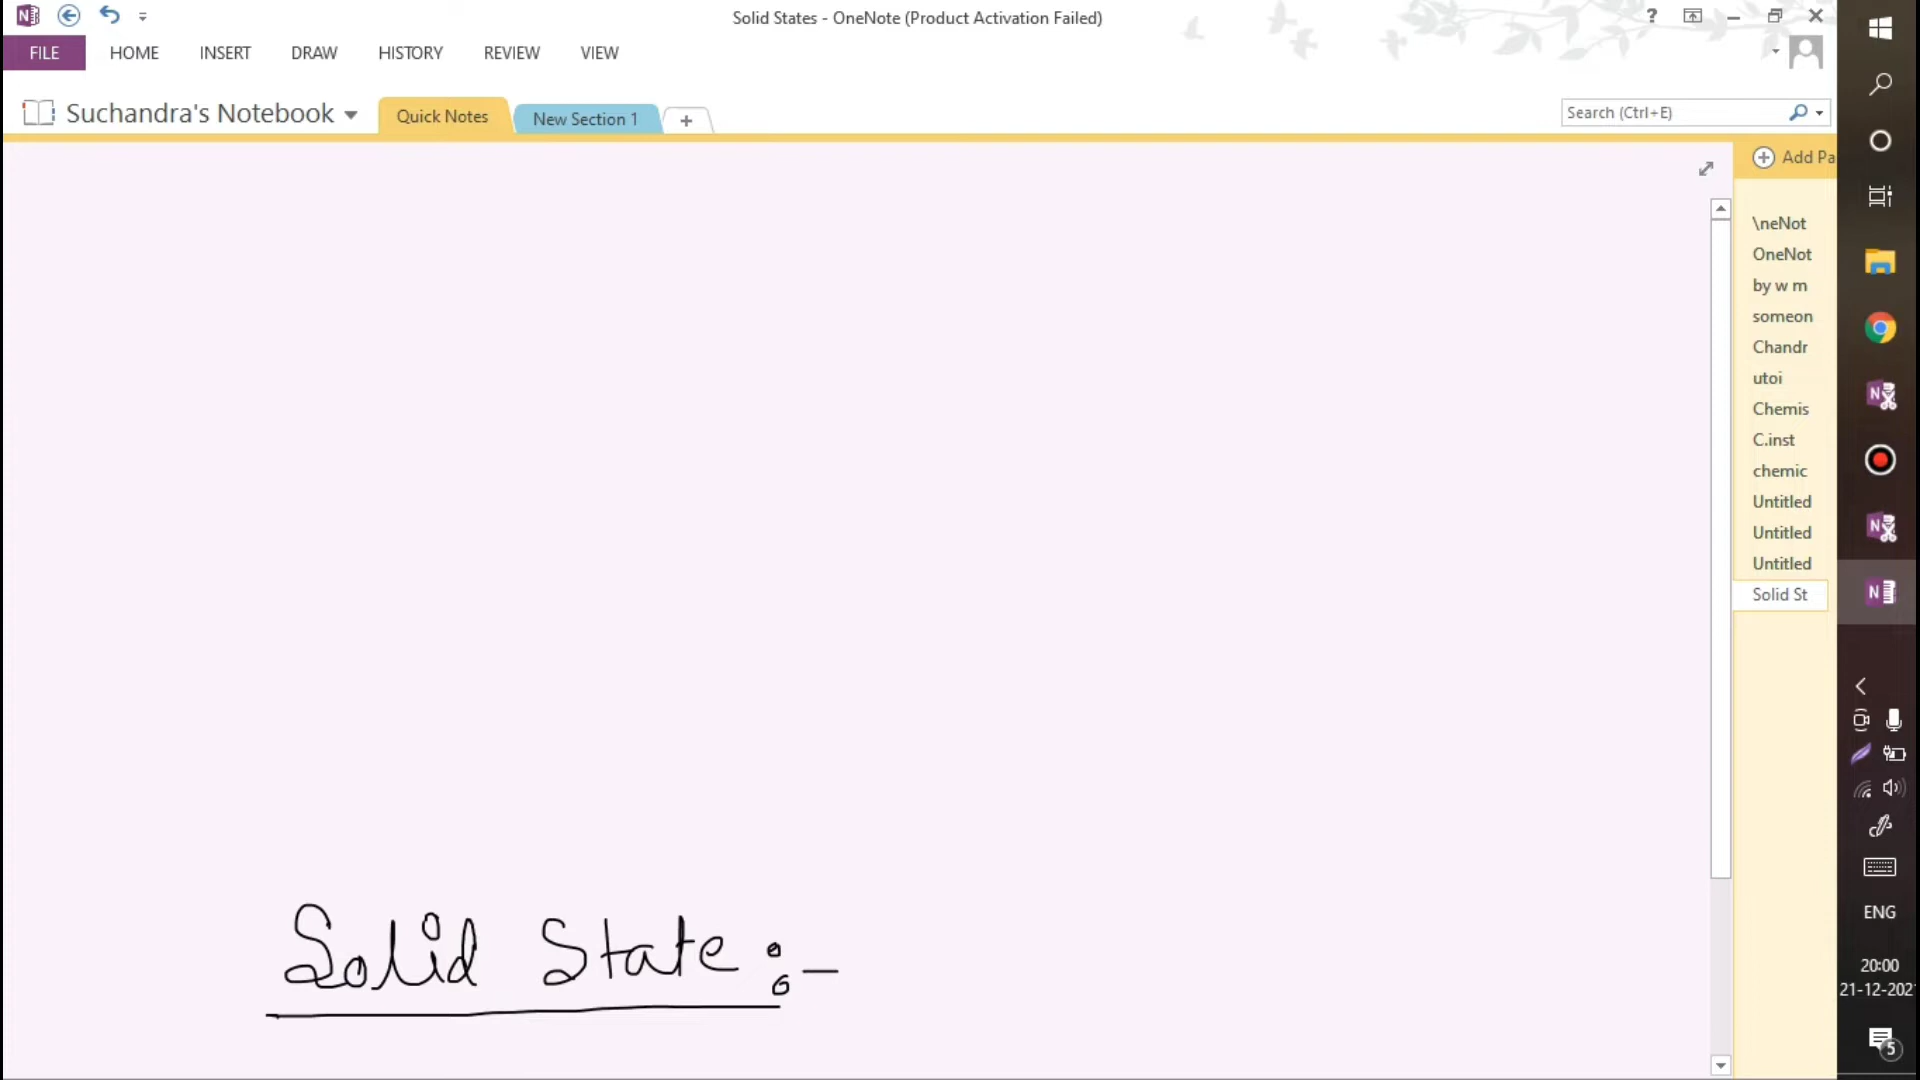 Solid States - OneNote (Product Activation Failed)
?
FILE HOME INSERT DRAW HISTORY REVIEW VIEW
Suchandra's Notebook
Quick Notes
New Section 1
+
Search (Ctrl+E)
Add Pa
\neNot
OneNot
by w m
someon
Chandr
utoi
Chemis
C.inst
chemic
Untitled
Untitled
Untitled
Solid St
Solid State :-
ENG
20:00
21-12-202
5